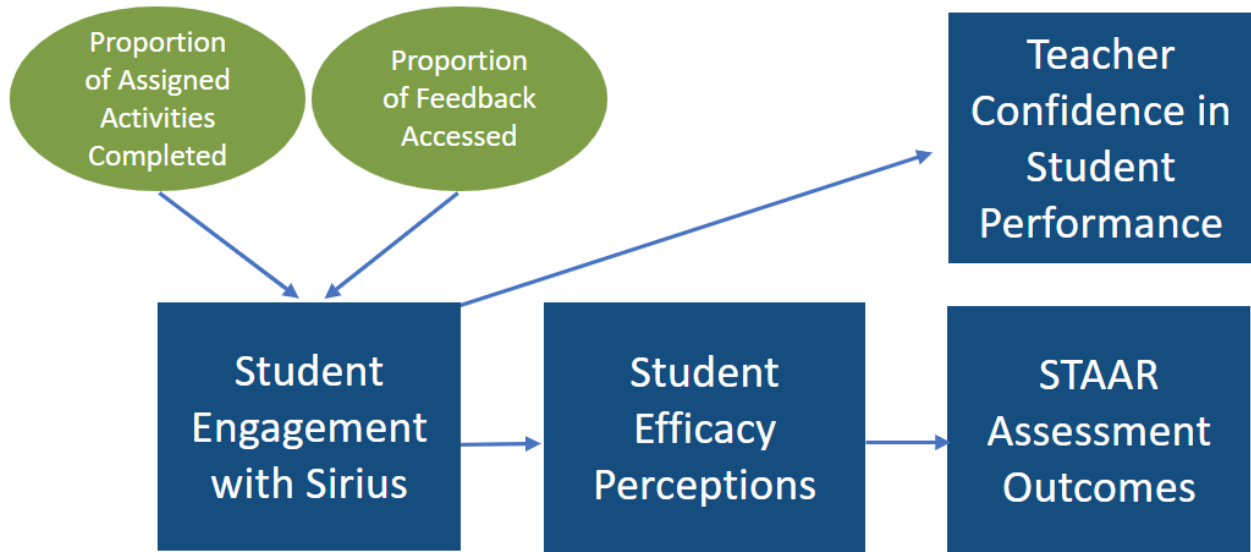 Proportion
of Assigned
Activities
Completed
Proportion
of Feedback
Accessed
Teacher
Confidence in
Student
Performance
Student
Engagement
with Sirius
Student
Efficacy
Perceptions
STAAR
Assessment
Outcomes